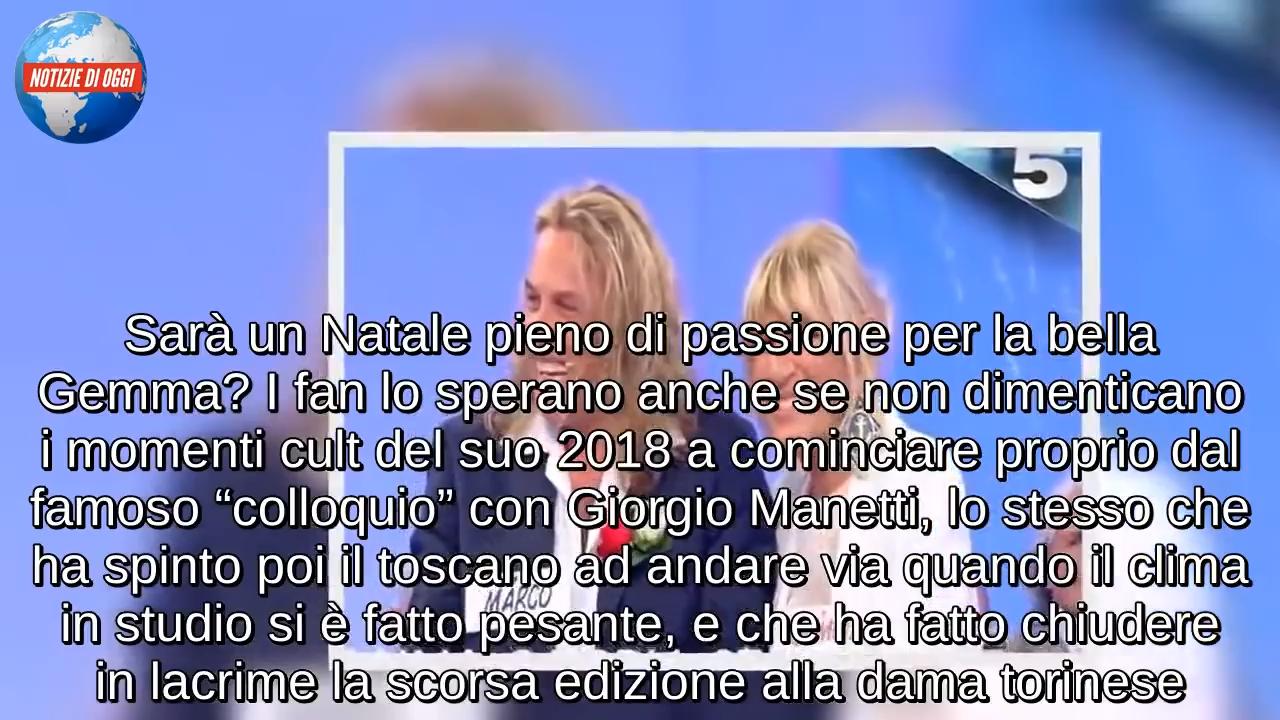 NOTIZIE DI OGGI
5
Sarà un Natale pieno di passione per la bella
Gemma? I fan lo sperano anche se non dimenticano
i momenti cult del suo 2018 a cominciare proprio dal
famoso “colloquio” con Giorgio Manetti, lo stesso che
ha spinto poi il toscano ad andare via quando il clima
in studio si è fatto pesante, e che ha fatto chiudere
in lacrime la scorsa edizione alla dama torinese
MARCO